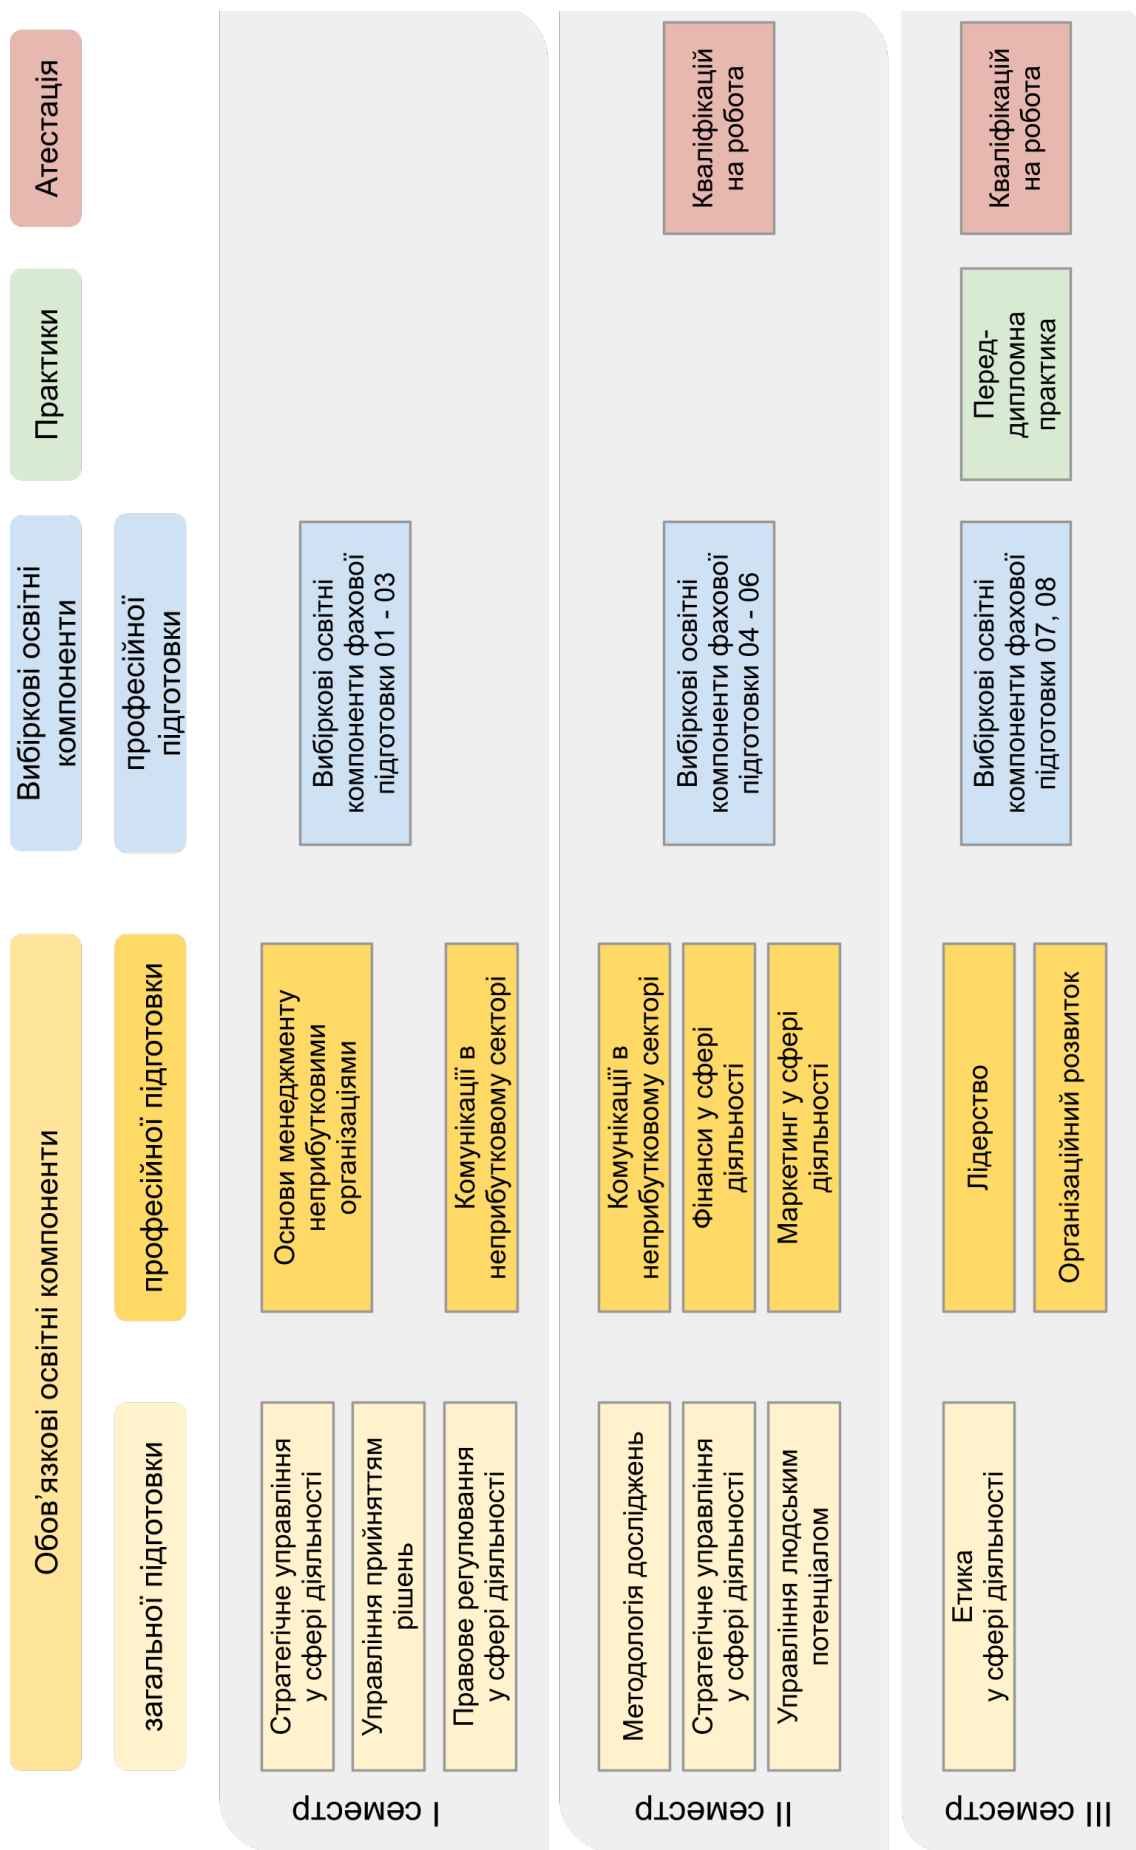 Обов’язкові освітні компоненти
Вибіркові освітні
компоненти
Практики
Атестація
загальної підготовки
професійної підготовки
професійної
підготовки
І семестр
Стратегічне управління
у сфері діяльності
Управління прийняттям
рішень
Правове регулювання
у сфері діяльності
Основи менеджменту
неприбутковими
організаціями
Комунікації в
неприбутковому секторі
Вибіркові освітні
компоненти фахової
підготовки 01 - 03
ІІ семестр
Методологія досліджень
Стратегічне управління
у сфері діяльності
Управління людським
потенціалом
Комунікації в
неприбутковому секторі
Фінанси у сфері
діяльності
Маркетинг у сфері
діяльності
Вибіркові освітні
компоненти фахової
підготовки 04 - 06
Кваліфікацій
на робота
ІІІ семестр
Етика
у сфері діяльності
Лідерство
Організаційний розвиток
Вибіркові освітні
компоненти фахової
підготовки 07, 08
Перед-
дипломна
практика
Кваліфікацій
на робота